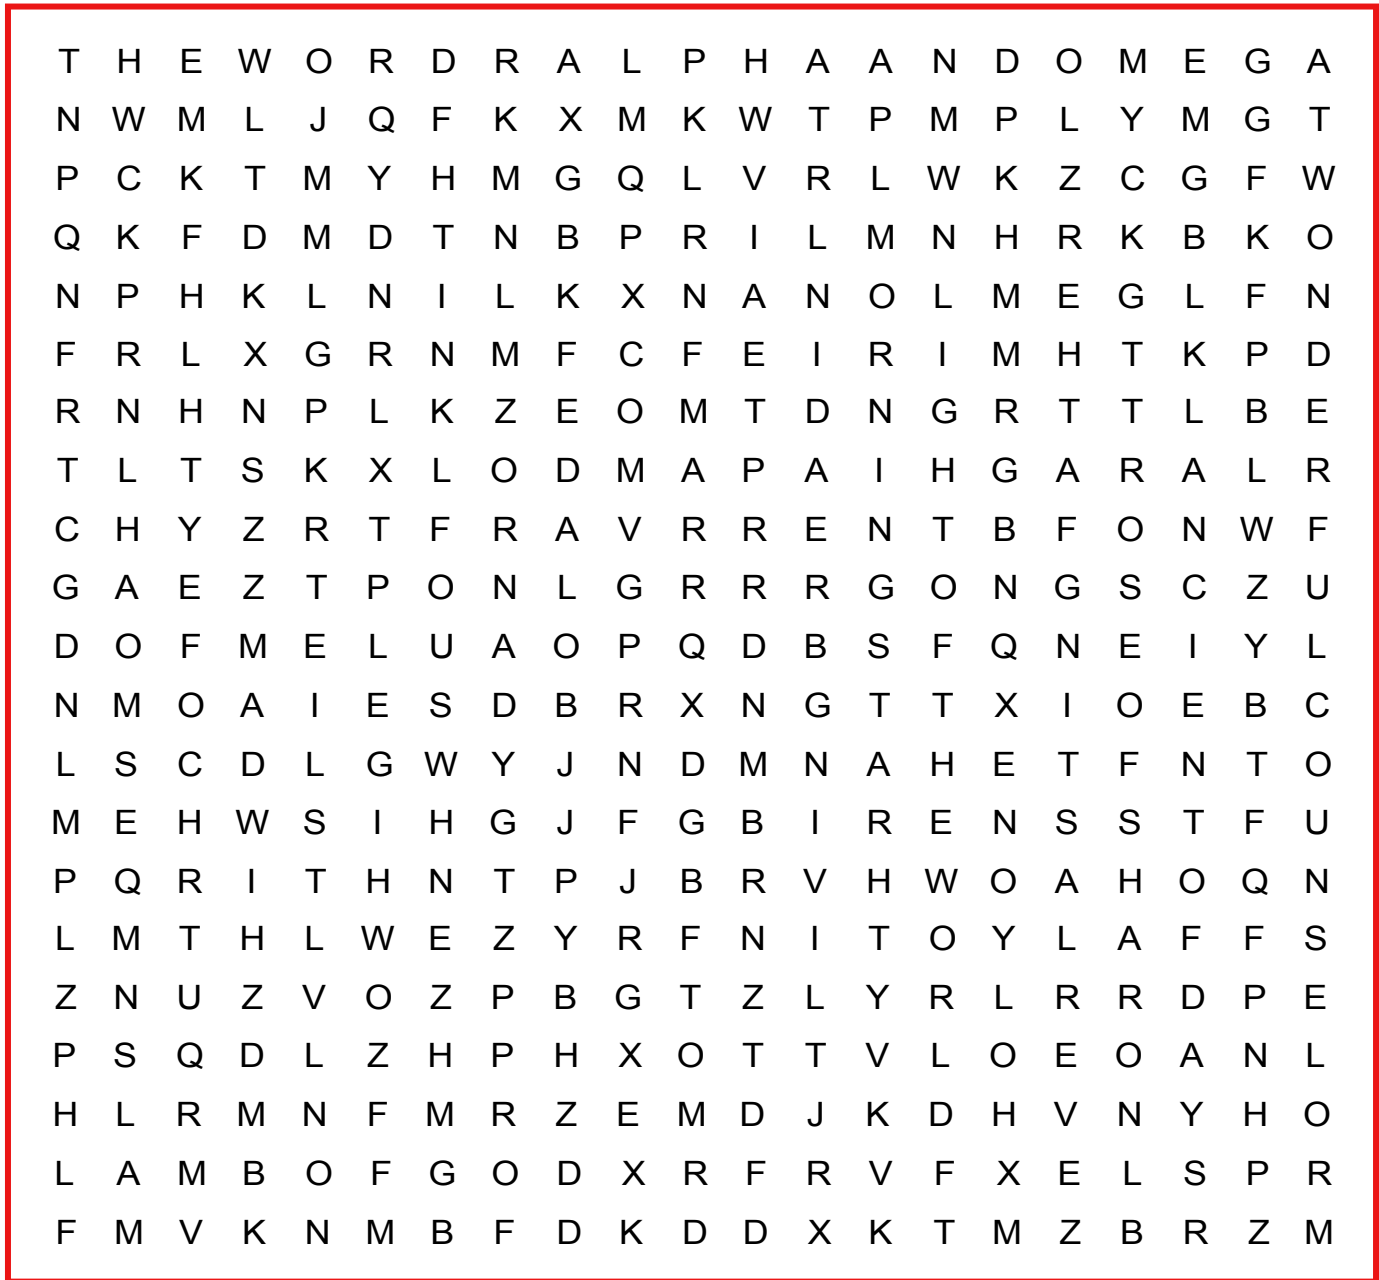 T H E W O R D R A L P H A A N D O M E G A
N W M L J Q F K X M K W T P M P L Y M G T
P C K T M Y H M G Q L V R L W K Z C G F W
Q K F D M D T N B P R I L M N H R K B K O
N P H K L N I L K X N A N O L M E G L F N
F R L X G R N M F C F E I R I M H T K P D
R N H N P L K Z E O M T D N G R T T L B E
T L T S K X L O D M A P A I H G A R A L R
C H Y Z R T F R A V R R E N T B F O N W F
G A E Z T P O N L G R R R G O N G S C Z U
D O F M E L U A O P Q D B S F Q N E I Y L
N M O A I E S D B R X N G T T X I O E B C
L S C D L G W Y J N D M N A H E T F N T O
M E H W S I H G J F G B I R E N S S T F U
P Q R I T H N T P J B R V H W O A H O Q N
L M T H L W E Z Y R F N I T O Y L A F F S
Z N U Z V O Z P B G T Z L Y R L R R D P E
P S Q D L Z H P H X O T T V L O E O A N L
H L R M N F M R Z E M D J K D H V N Y H O
L A M B O F G O D X R F R V F X E L S P R
F M V K N M B F D K D D X K T M Z B R Z M